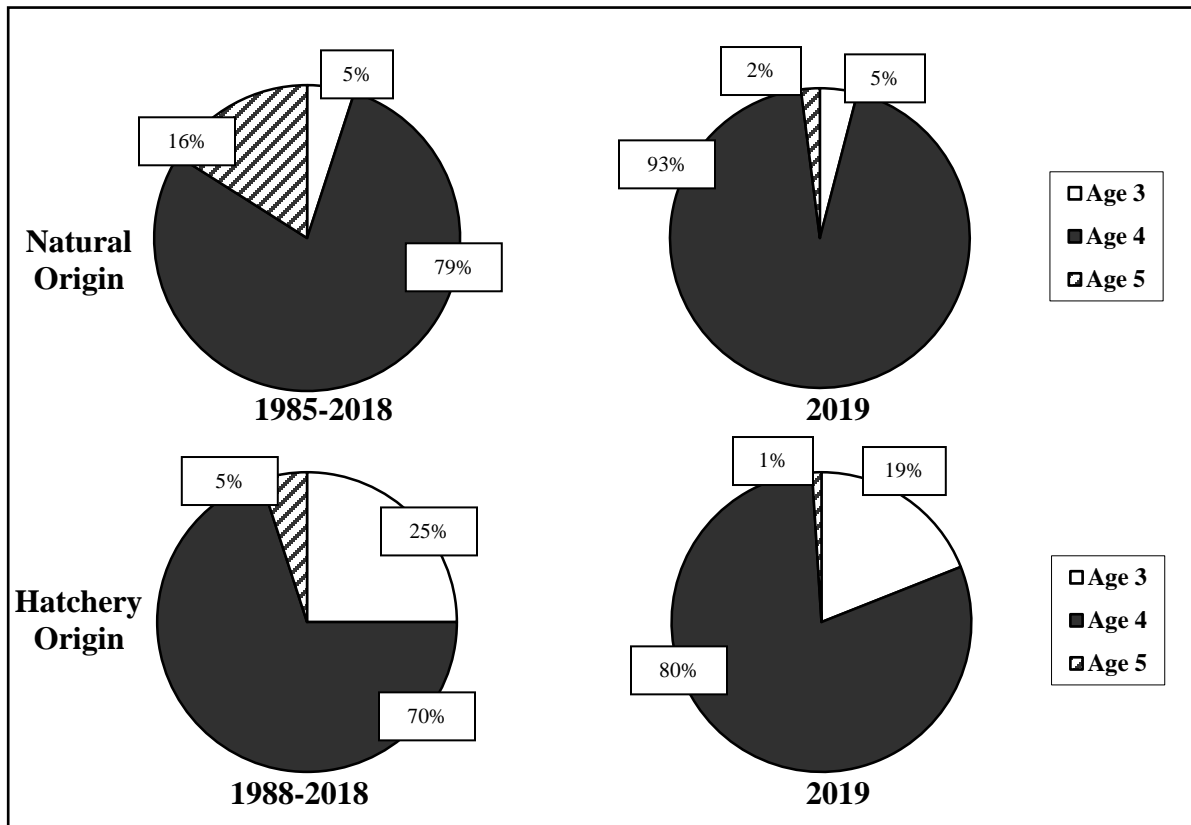 5%
16%
79%
Natural
Origin
1985-2018
2%
5%
93%
2019
Age 3
Age 4
Age 5
5%
25%
70%
Hatchery
Origin
1988-2018
1%
19%
80%
2019
Age 3
Age 4
Age 5